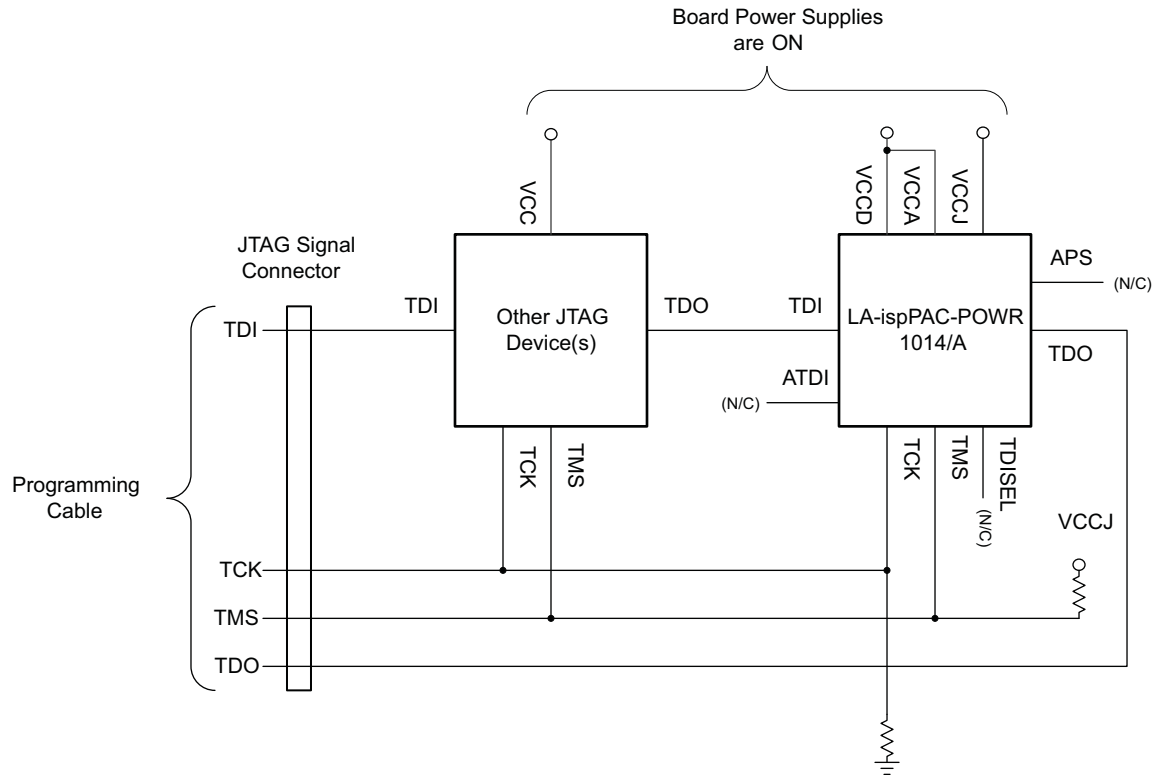 Board Power Supplies
are ON
VCC
VCCD
VCCA
VCCJ
JTAG Signal
Connector
TDI
TDI
Other JTAG
Device(s)
TDO
TDI
LA-ispPAC-POWR
1014/A
APS
(N/C)
TDO
ATDI
(N/C)
TCK
TMS
TCK
TMS
TDISEL
(N/C)
VCCJ
Programming
Cable
TCK
TMS
TDO